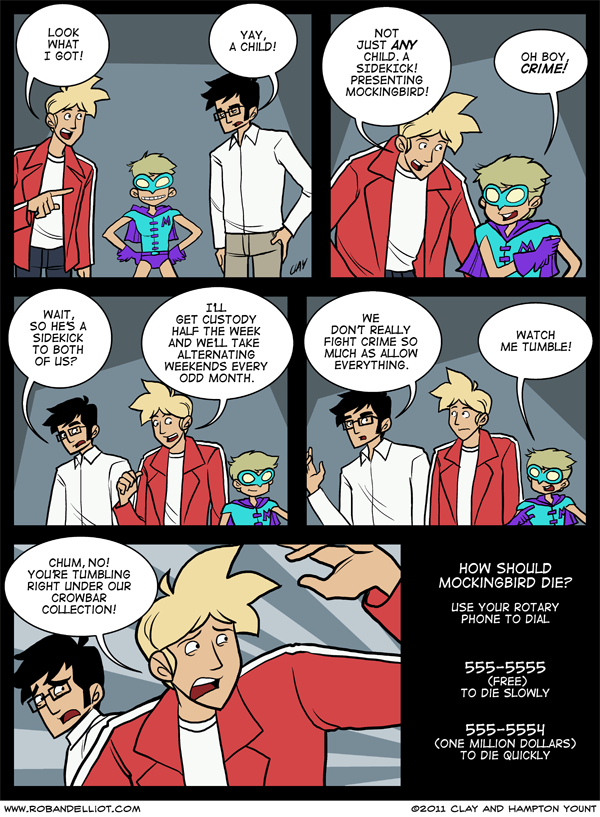 LOOK
WHAT
I GOT!
YAY,
A CHILD!
M
CLAY
NOT
JUST ANY
CHILD. A
SIDEKICK!
PRESENTING
MOCKINGBIRD!
OH BOY,
CRIME!
M
WAIT,
SO HE'S A
SIDEKICK
TO BOTH
OF US?
I'LL
GET CUSTODY
HALF THE WEEK
AND WE'LL TAKE
ALTERNATING
WEEKENDS EVERY
ODD MONTH.
M
WE
DON'T REALLY
FIGHT CRIME SO
MUCH AS ALLOW
EVERYTHING.
WATCH
ME TUMBLE!
M
CHUM, NO!
YOU'RE TUMBLING
RIGHT UNDER OUR
CROWBAR
COLLECTION!
HOW SHOULD
MOCKINGBIRD DIE?
USE YOUR ROTARY
PHONE TO DIAL
555-5555
(FREE)
TO DIE SLOWLY
555-5554
(ONE MILLION DOLLARS)
TO DIE QUICKLY
WWW.ROBANDELLIOT.COM
©2011 CLAY AND HAMPTON YOUNT